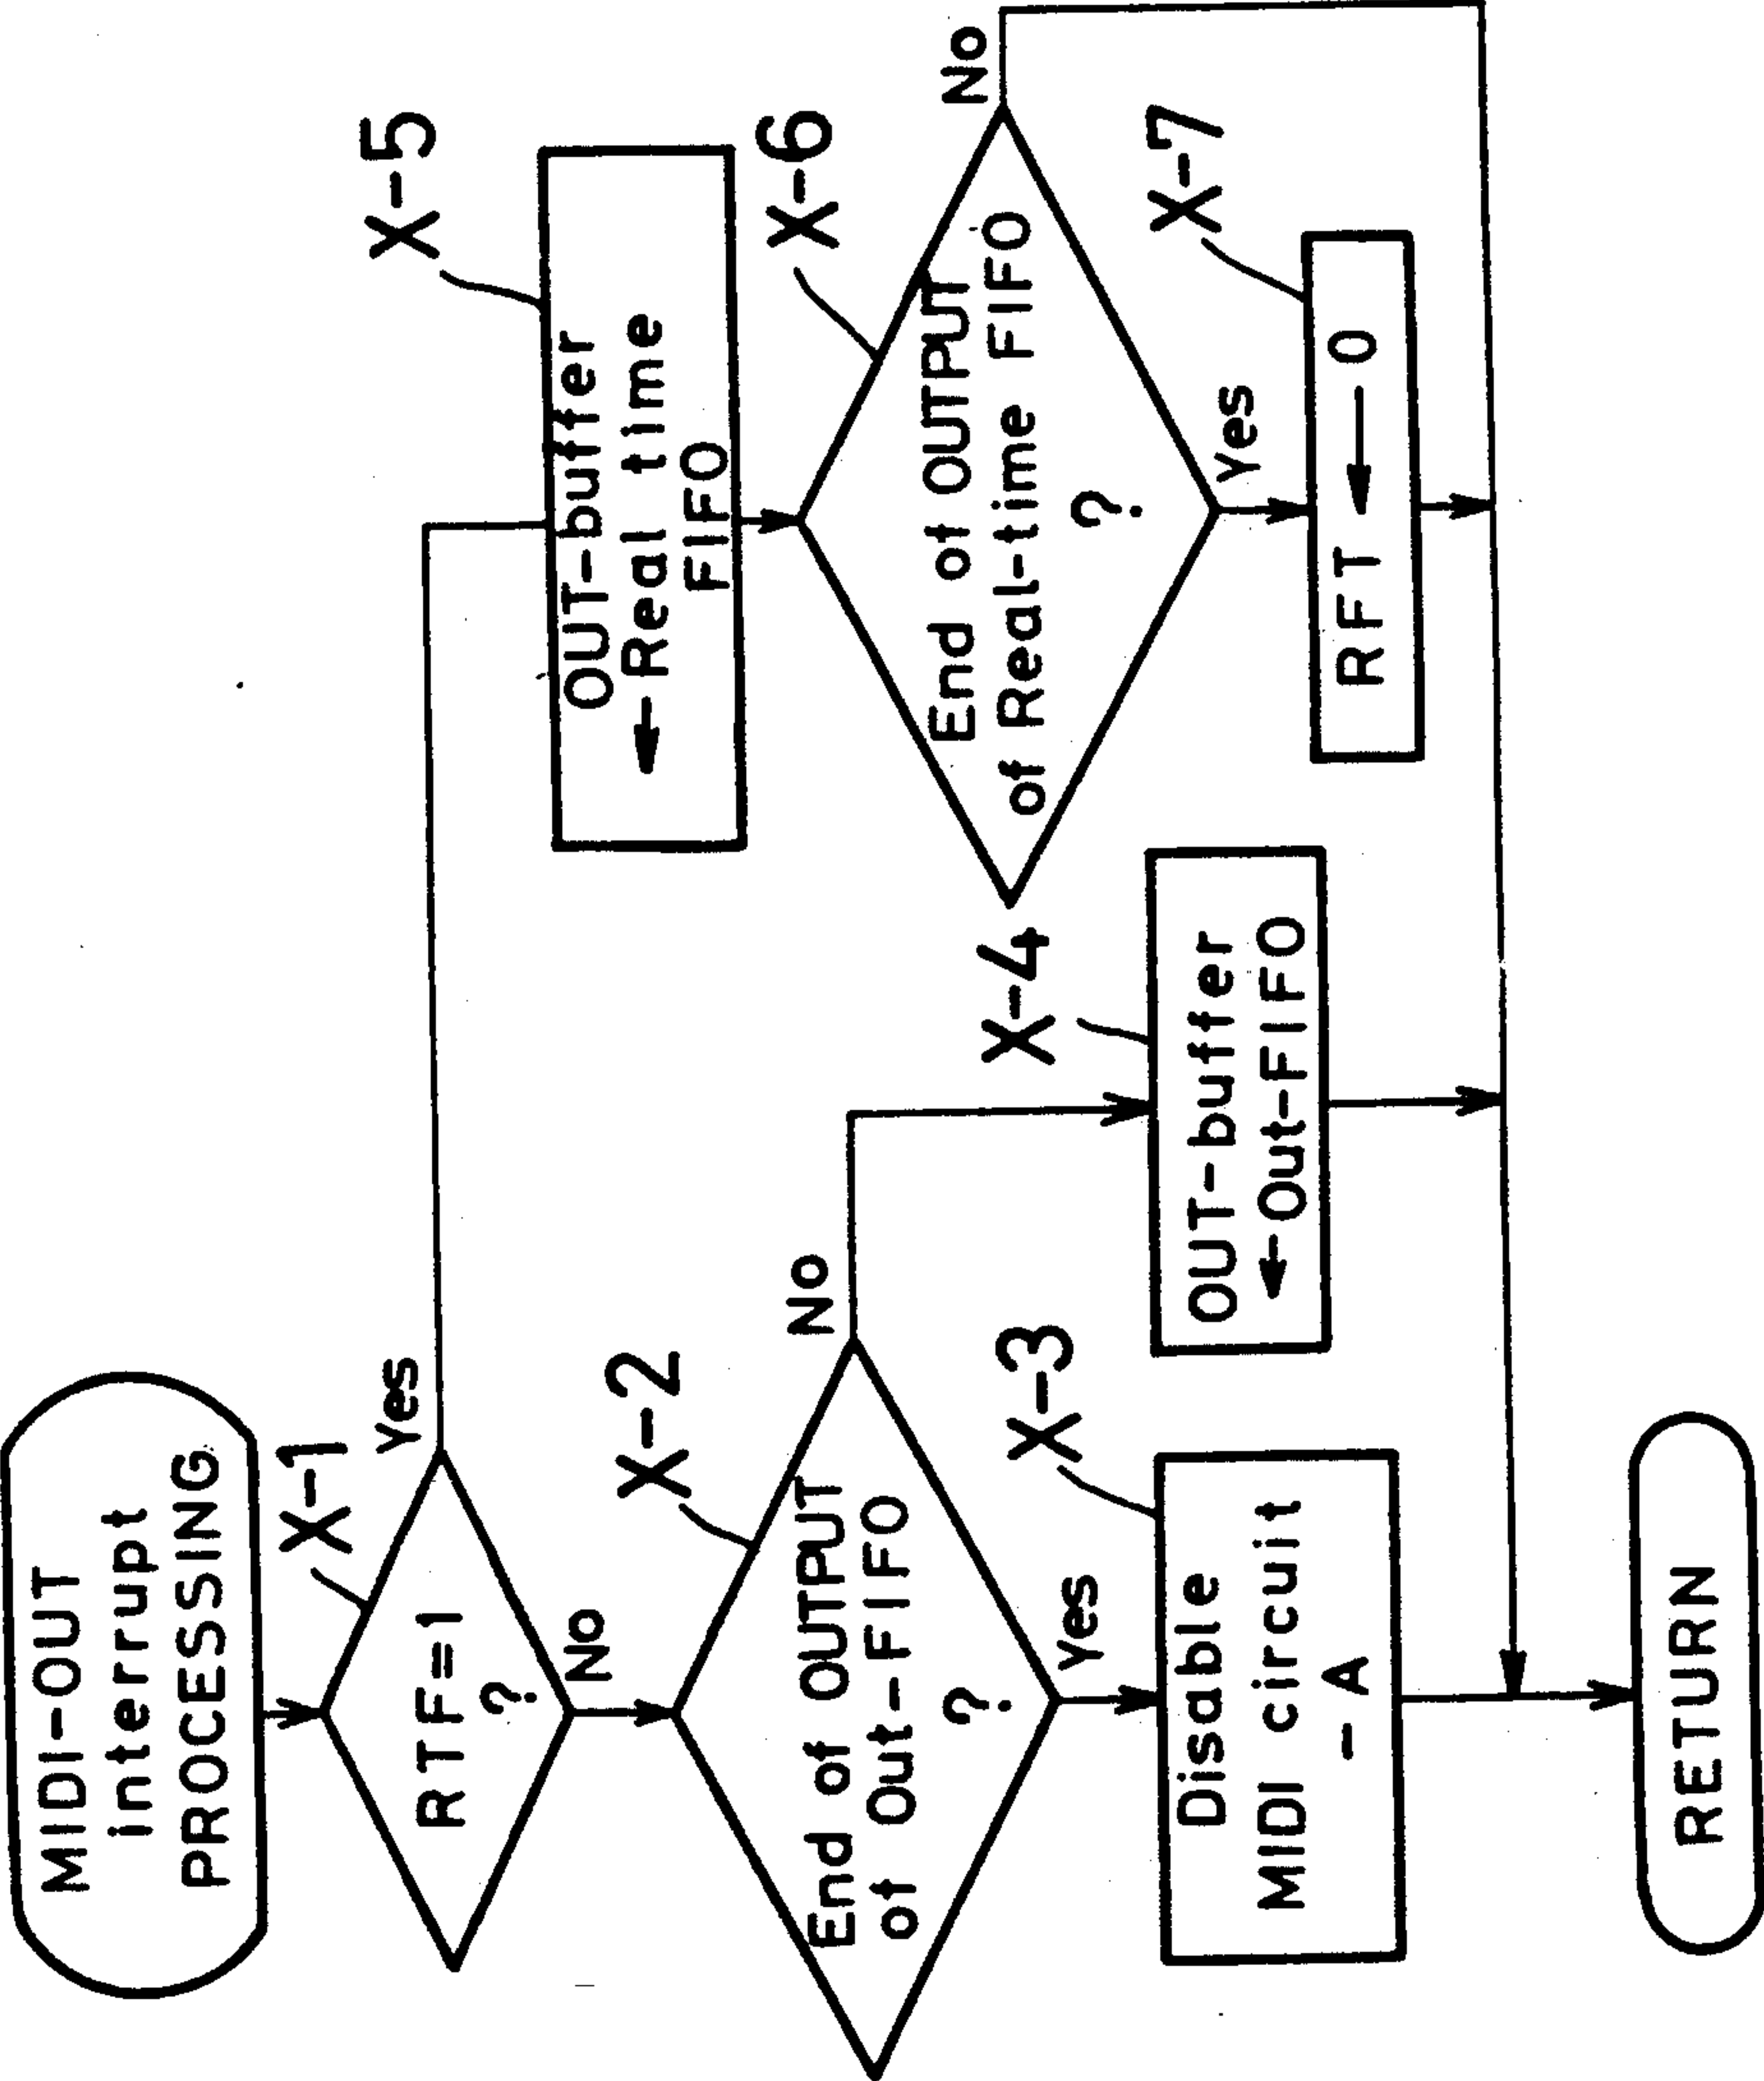 MIDI-OUT
interrupt
PROCESSING
X-1
RTF=1
?
Yes
No
X-2
End of OUTPUT
of Out-FIFO
?
No
Yes
X-3
Disable
MIDI circuit
-A
X-4
OUT-buffer
←Out-FIFO
X-5
OUT-buffer
←Real time
FIFO
X-6
End of OUTPUT
of Real-time FIFO
?
No
Yes
X-7
RFT ← 0
RETURN